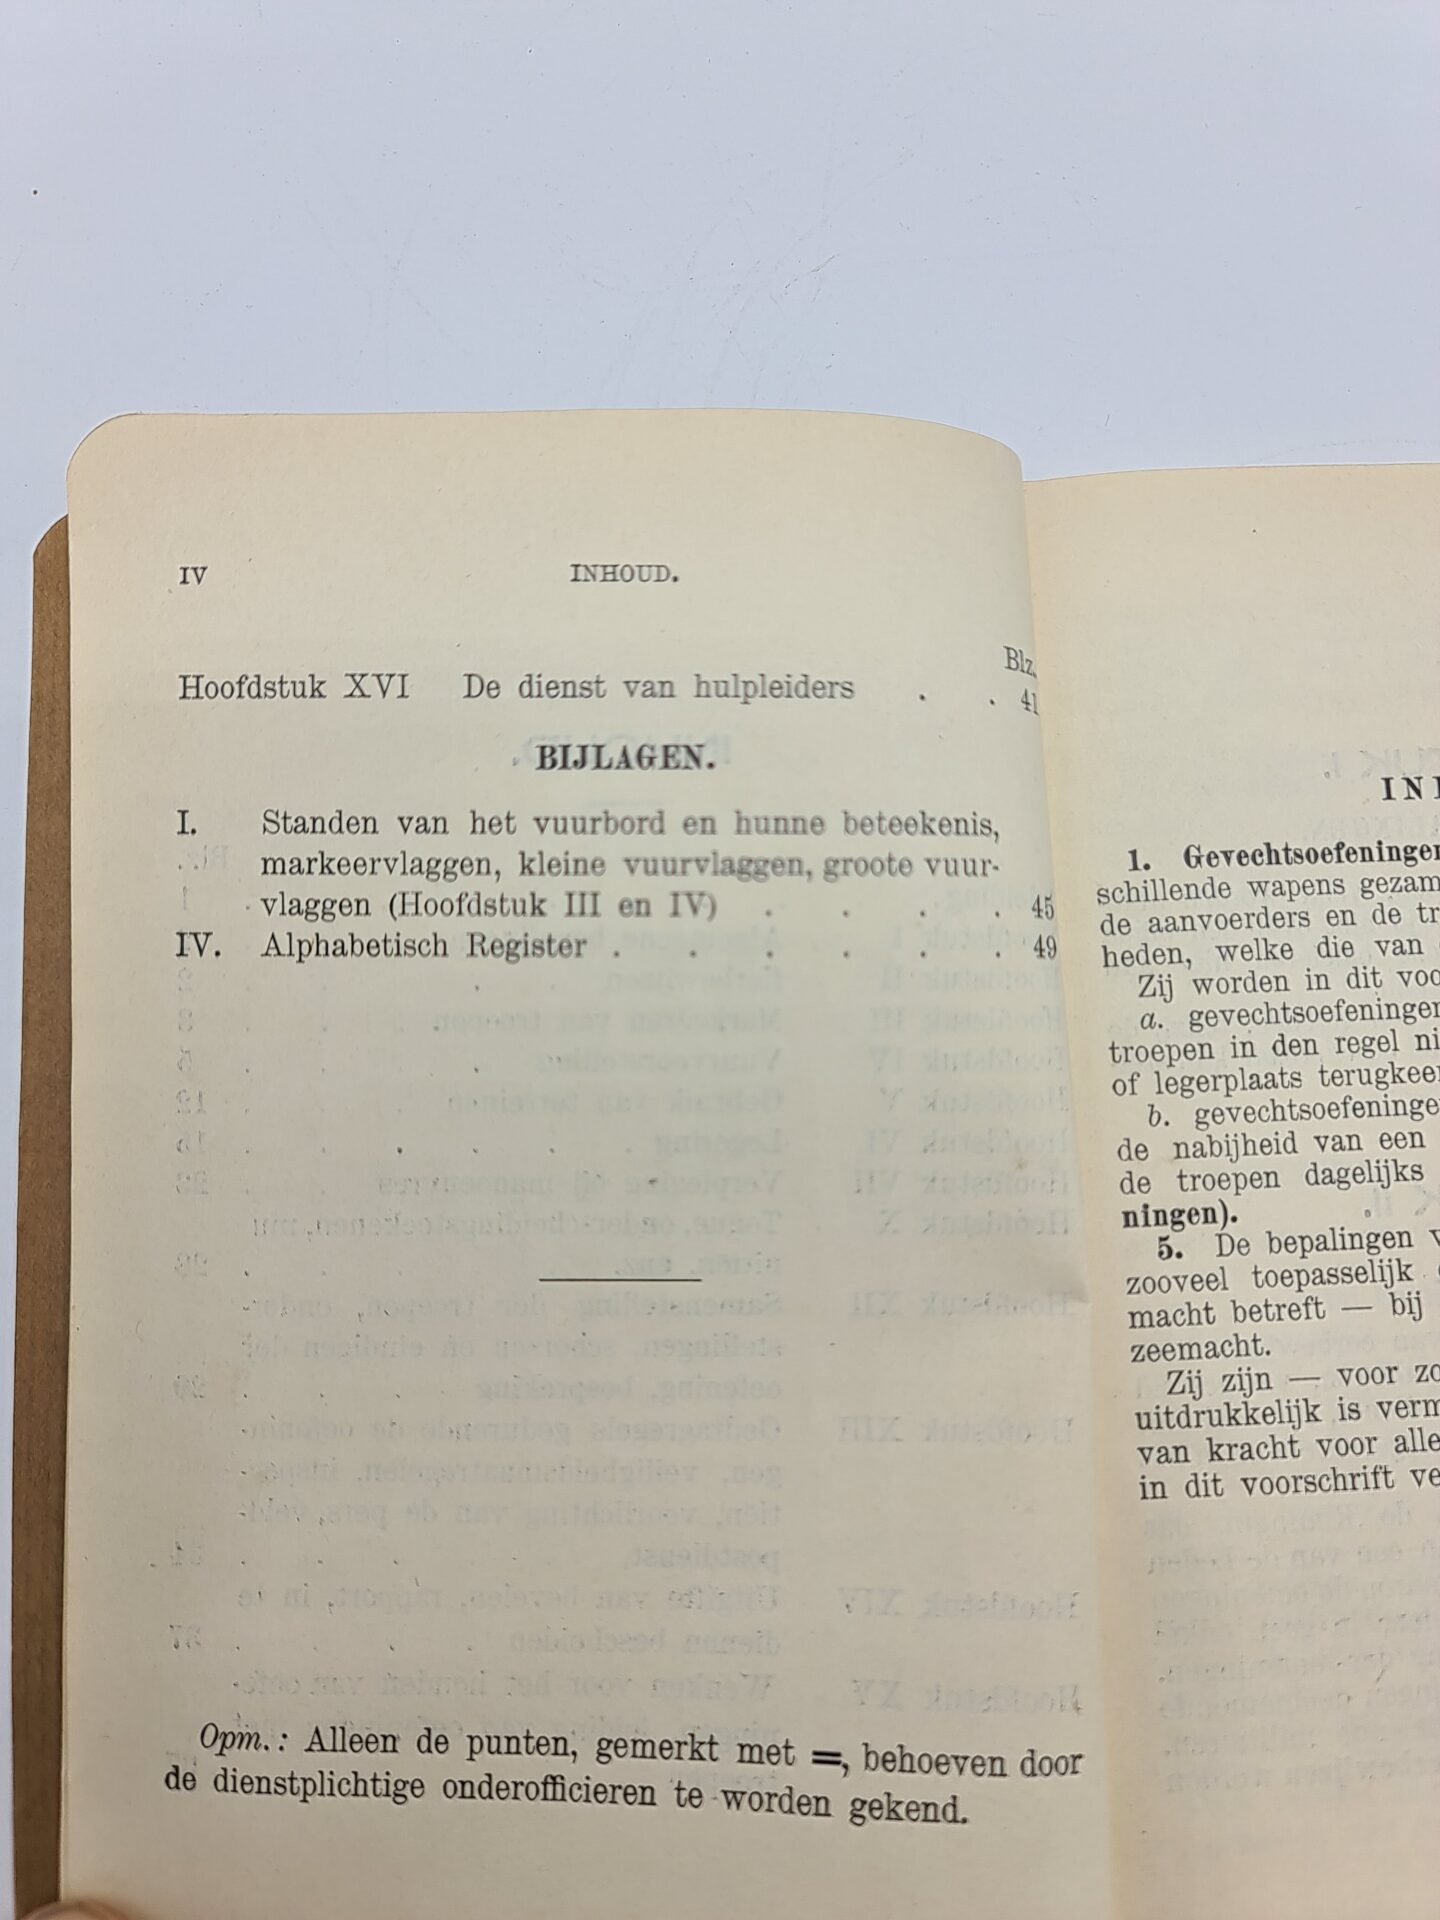 IV INHOUD.
Blz.
Hoofdstuk XVI De dienst van hulpleiders . . 41
BIJLAGEN.
I. Standen van het vuurbord en hunne beteekenis,
markeervlaggen, kleine vuurvlaggen, groote vuur-
vlaggen (Hoofdstuk III en IV) . . . . 45
IV. Alphabetisch Register . . . . . . 49
Opm.: Alleen de punten, gemerkt met =, behoeven door
de dienstplichtige onderofficieren te worden gekend.
1. Gevechtsoefeningen
schillende wapens gezam
de aanvoerders en de tr
heden, welke die van
Zij worden in dit voo
a. gevechtsoefeningen
troepen in den regel ni
of legerplaats terugkeer
b. gevechtsoefeninge
de nabijheid van een
de troepen dagelijks
ningen).
5. De bepalingen v
zooveel toepasselijk
macht betreft — bij
zeemacht.
Zij zijn — voor zo
uitdrukkelijk is verm
van kracht voor alle
in dit voorschrift ve